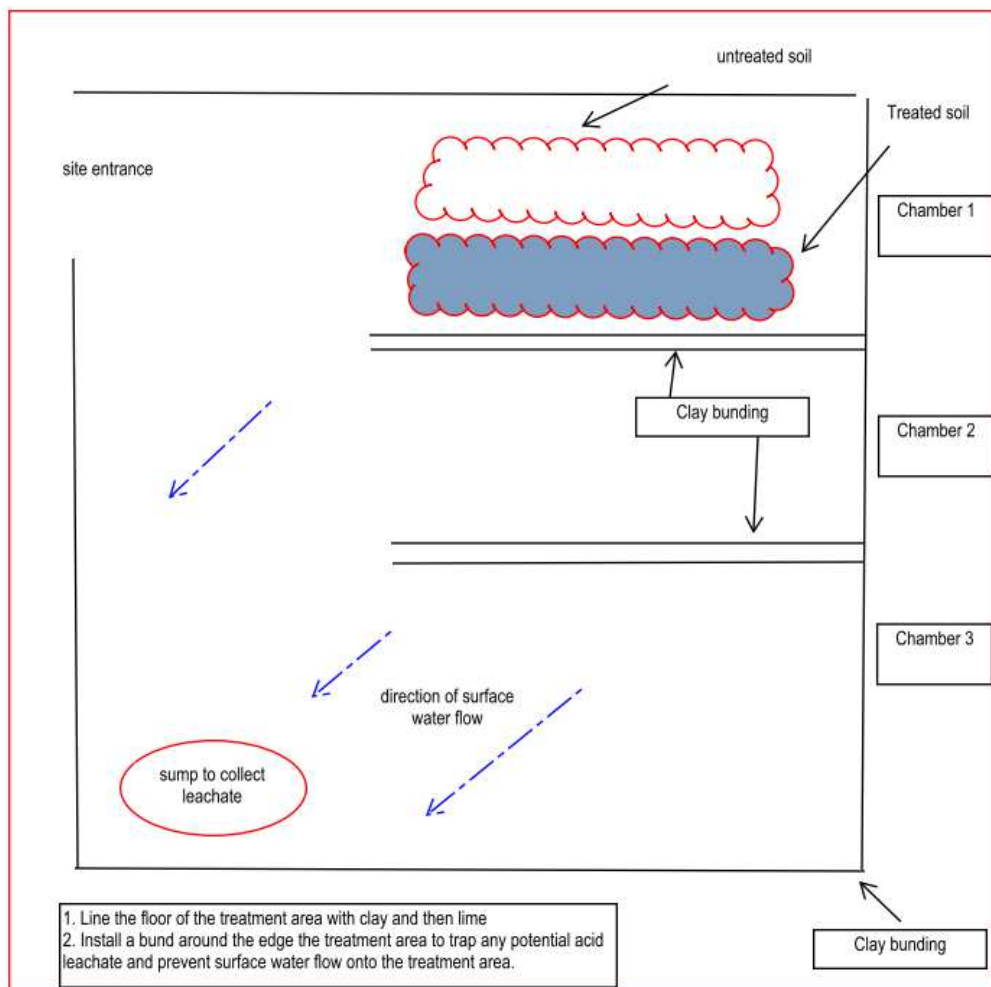 untreated soil
Treated soil
site entrance
Chamber 1
Clay bunding
Chamber 2
Chamber 3
direction of surface
water flow
sump to collect
leachate
1. Line the floor of the treatment area with clay and then lime
2. Install a bund around the edge the treatment area to trap any potential acid
leachate and prevent surface water flow onto the treatment area.
Clay bunding